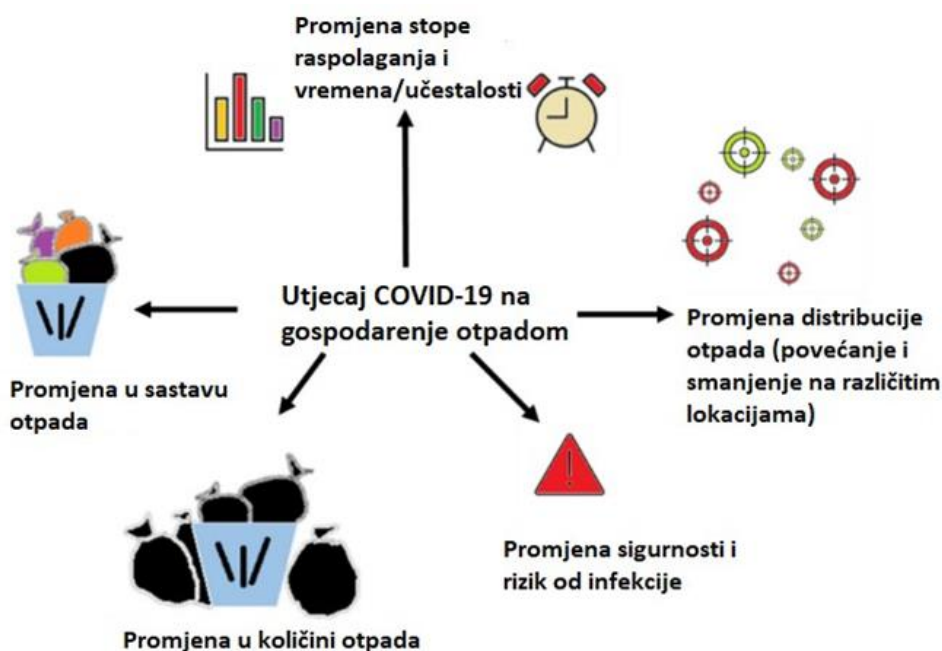 Promjena stope
raspolaganja i
vremena/učestalosti
Utjecaj COVID-19 na
gospodarenje otpadom
Promjena distribucije
otpada (povećanje i
smanjenje na različitim
lokacijama)
Promjena u sastavu
otpada
Promjena sigurnosti i
rizik od infekcije
Promjena u količini otpada